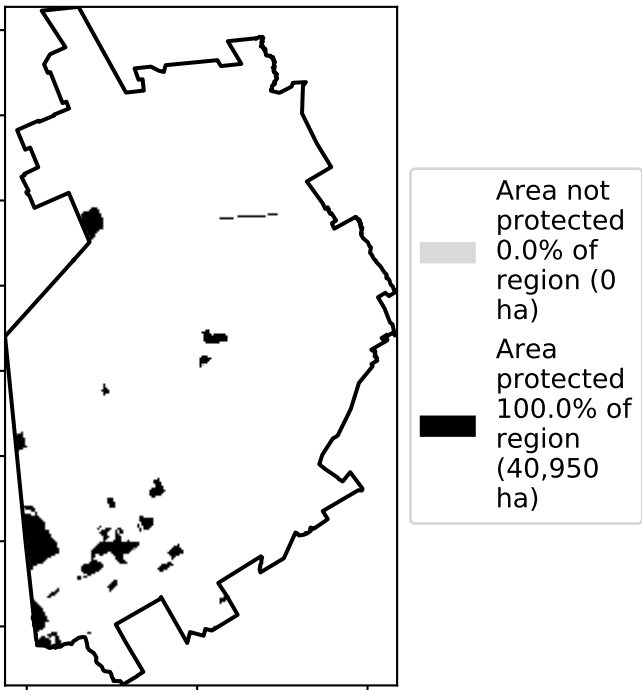 Area not
protected
0.0% of
region (0
ha)
Area
protected
100.0% of
region
(40,950
ha)